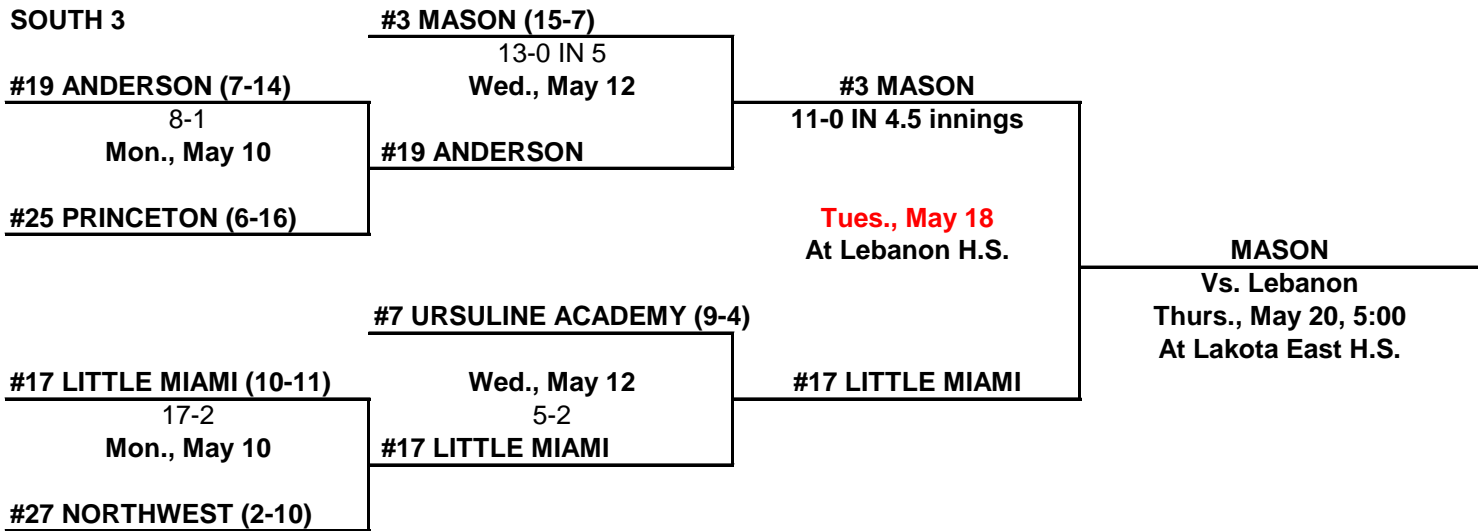 SOUTH 3
#3 MASON (15-7)
13-0 IN 5
Wed., May 12
#19 ANDERSON (7-14)
8-1
Mon., May 10
#19 ANDERSON
#25 PRINCETON (6-16)
#3 MASON
11-0 IN 4.5 innings
Tues., May 18
At Lebanon H.S.
MASON
Vs. Lebanon
Thurs., May 20, 5:00
At Lakota East H.S.
#7 URSULINE ACADEMY (9-4)
#17 LITTLE MIAMI (10-11)
17-2
Mon., May 10
Wed., May 12
5-2
#17 LITTLE MIAMI
#17 LITTLE MIAMI
#27 NORTHWEST (2-10)